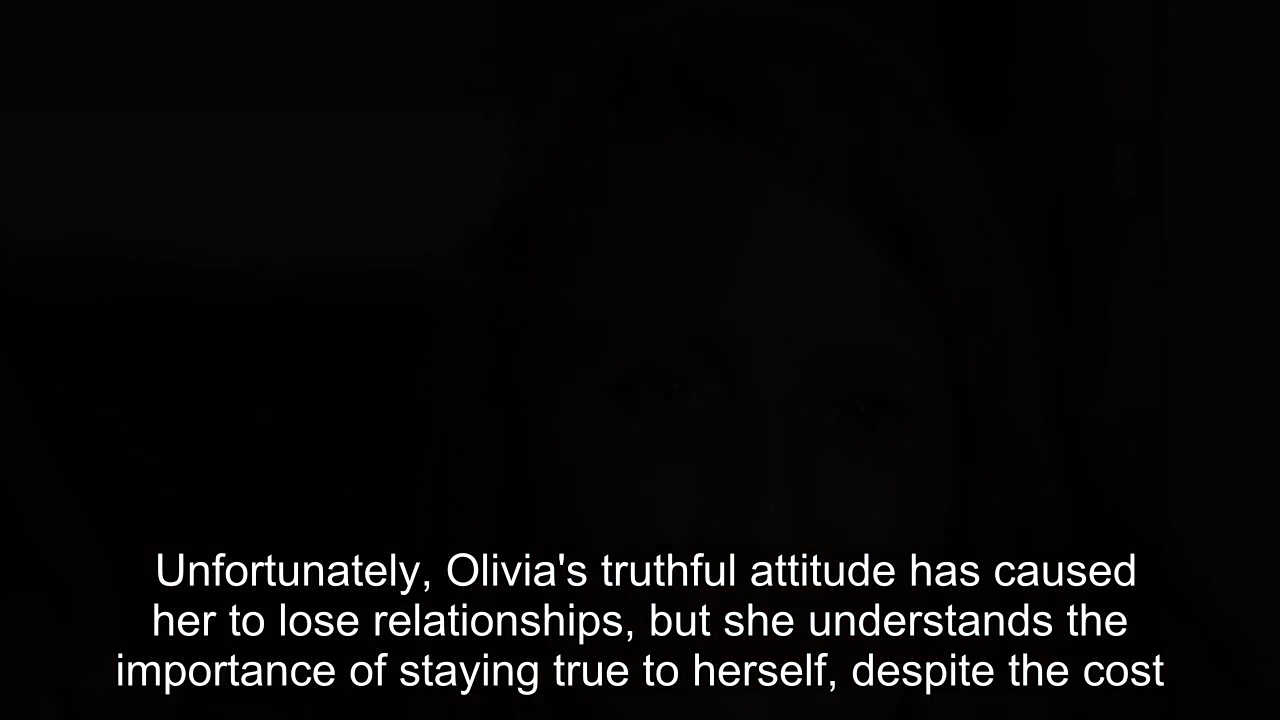 Unfortunately, Olivia's truthful attitude has caused
her to lose relationships, but she understands the
importance of staying true to herself, despite the cost